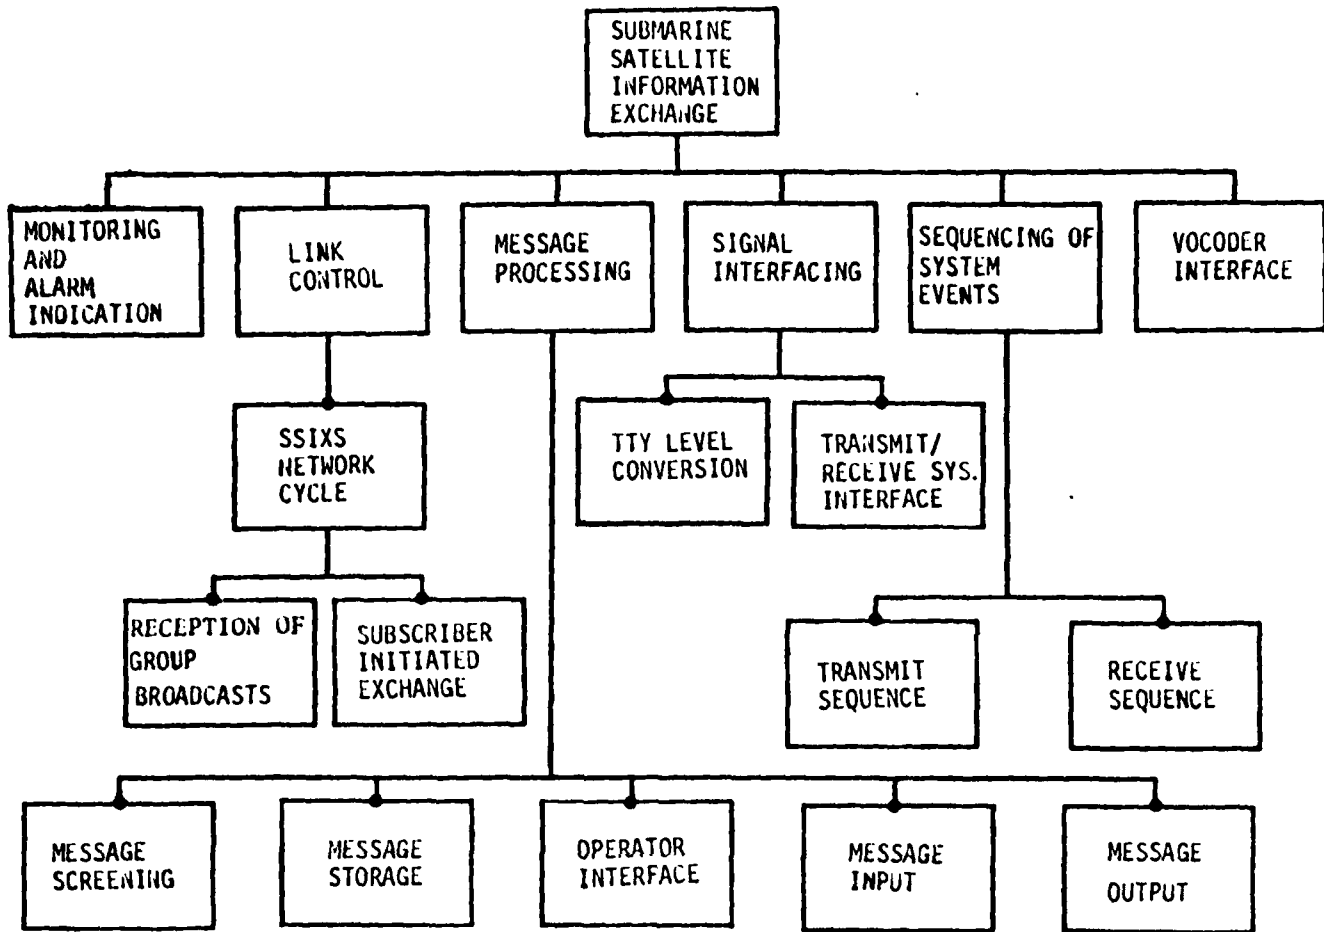 SUBMARINE
SATELLITE
INFORMATION
EXCHANGE
MONITORING
AND
ALARM
INDICATION
LINK
CONTROL
MESSAGE
PROCESSING
SIGNAL
INTERFACING
SEQUENCING OF
SYSTEM
EVENTS
VOCODER
INTERFACE
SSIXS
NETWORK
CYCLE
TTY LEVEL
CONVERSION
TRANSMIT/
RECEIVE SYS.
INTERFACE
RECEPTION OF
GROUP
BROADCASTS
SUBSCRIBER
INITIATED
EXCHANGE
TRANSMIT
SEQUENCE
RECEIVE
SEQUENCE
MESSAGE
SCREENING
MESSAGE
STORAGE
OPERATOR
INTERFACE
MESSAGE
INPUT
MESSAGE
OUTPUT